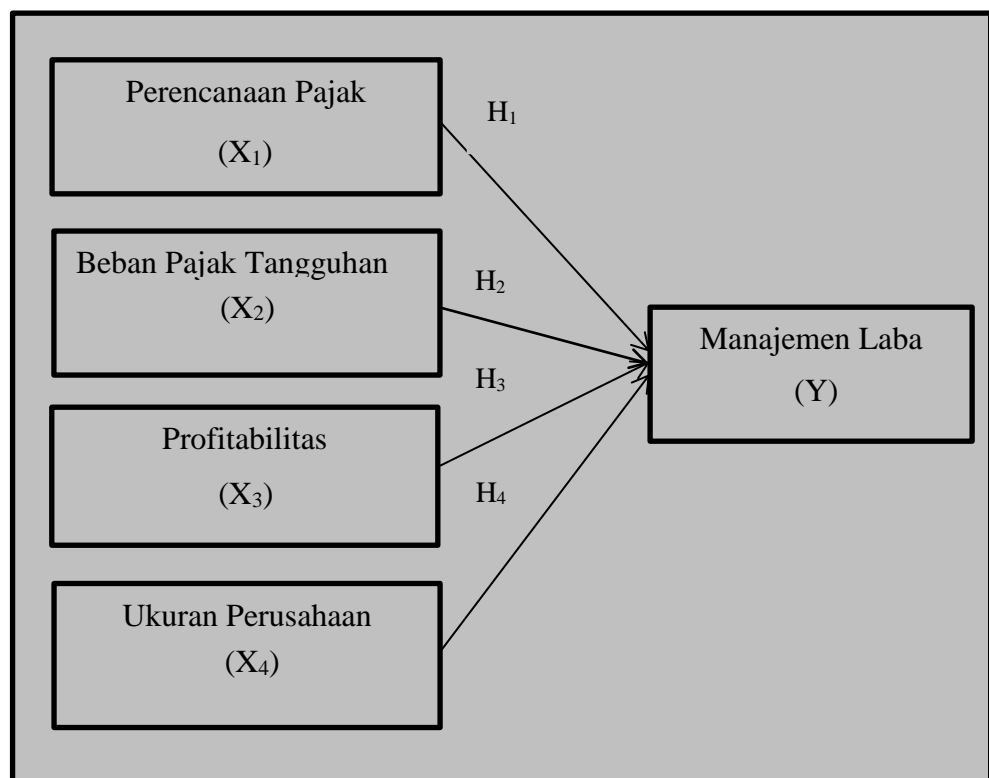 Perencanaan Pajak
(X₁)
H₁
Beban Pajak Tangguhan
(X₂)
H₂
Profitabilitas
(X₃)
H₃
Ukuran Perusahaan
(X₄)
H₄
Manajemen Laba
(Y)